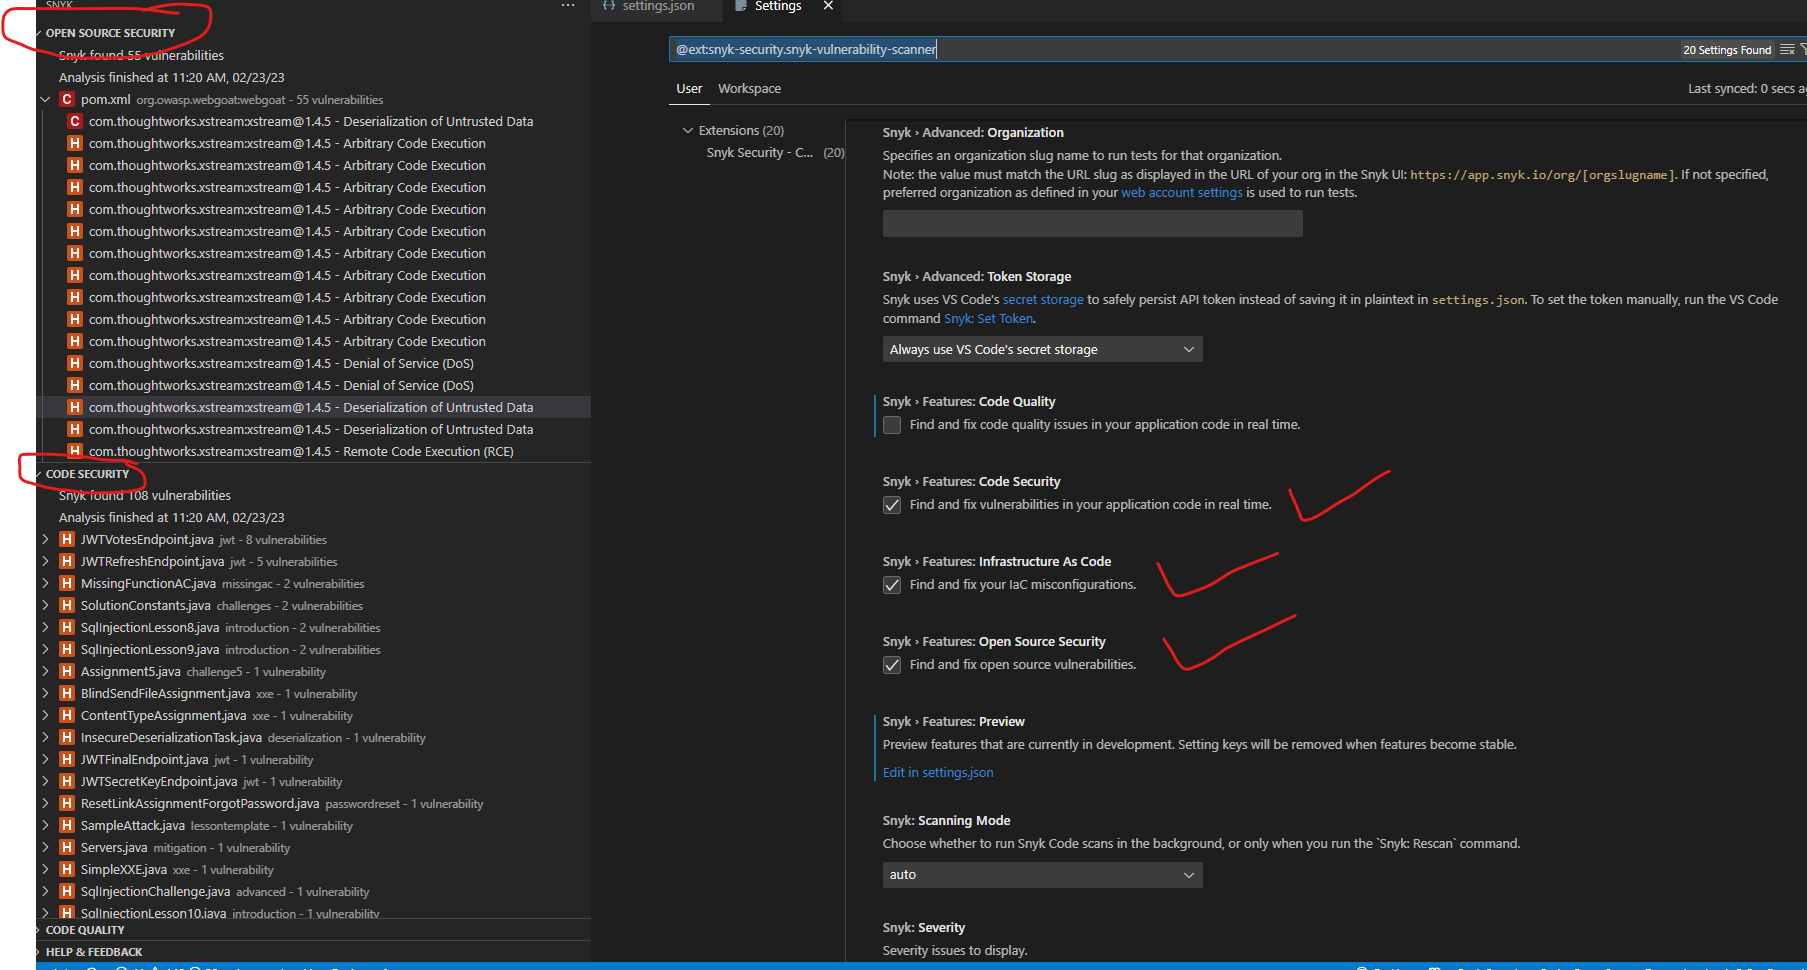 SNYK
OPEN SOURCE SECURITY
Snyk found 55 vulnerabilities
Analysis finished at 11:20 AM, 02/23/23
C pom.xml org.owasp.webgoat:webgoat - 55 vulnerabilities
C com.thoughtworks.xstream:xstream@1.4.5 - Deserialization of Untrusted Data
H com.thoughtworks.xstream:xstream@1.4.5 - Arbitrary Code Execution
H com.thoughtworks.xstream:xstream@1.4.5 - Arbitrary Code Execution
H com.thoughtworks.xstream:xstream@1.4.5 - Arbitrary Code Execution
H com.thoughtworks.xstream:xstream@1.4.5 - Arbitrary Code Execution
H com.thoughtworks.xstream:xstream@1.4.5 - Arbitrary Code Execution
H com.thoughtworks.xstream:xstream@1.4.5 - Arbitrary Code Execution
H com.thoughtworks.xstream:xstream@1.4.5 - Arbitrary Code Execution
H com.thoughtworks.xstream:xstream@1.4.5 - Arbitrary Code Execution
H com.thoughtworks.xstream:xstream@1.4.5 - Arbitrary Code Execution
H com.thoughtworks.xstream:xstream@1.4.5 - Arbitrary Code Execution
H com.thoughtworks.xstream:xstream@1.4.5 - Denial of Service (DoS)
H com.thoughtworks.xstream:xstream@1.4.5 - Denial of Service (DoS)
H com.thoughtworks.xstream:xstream@1.4.5 - Deserialization of Untrusted Data
H com.thoughtworks.xstream:xstream@1.4.5 - Deserialization of Untrusted Data
H com.thoughtworks.xstream:xstream@1.4.5 - Remote Code Execution (RCE)
CODE SECURITY
Snyk found 108 vulnerabilities
Analysis finished at 11:20 AM, 02/23/23
H JWTVotesEndpoint.java jwt - 8 vulnerabilities
H JWTRefreshEndpoint.java jwt - 5 vulnerabilities
H MissingFunctionAC.java missingac - 2 vulnerabilities
H SolutionConstants.java challenges - 2 vulnerabilities
H SqlInjectionLesson8.java introduction - 2 vulnerabilities
H SqlInjectionLesson9.java introduction - 2 vulnerabilities
H Assignment5.java challenge5 - 1 vulnerability
H BlindSendFileAssignment.java xxe - 1 vulnerability
H ContentTypeAssignment.java xxe - 1 vulnerability
H InsecureDeserializationTask.java deserialization - 1 vulnerability
H JWTFinalEndpoint.java jwt - 1 vulnerability
H JWTSecretKeyEndpoint.java jwt - 1 vulnerability
H ResetLinkAssignmentForgotPassword.java passwordreset - 1 vulnerability
H SampleAttack.java lessontemplate - 1 vulnerability
H Servers.java mitigation - 1 vulnerability
H SimpleXXE.java xxe - 1 vulnerability
H SqlInjectionChallenge.java advanced - 1 vulnerability
H SqlInjectionLesson10.java introduction - 1 vulnerability
CODE QUALITY
HELP & FEEDBACK
settings.json
Settings
@ext:snyk-security.snyk-vulnerability-scanner
20 Settings Found
User Workspace
Last synced: 0 secs
Extensions (20)
Snyk Security - C... (20)
Snyk › Advanced: Organization
Specifies an organization slug name to run tests for that organization.
Note: the value must match the URL slug as displayed in the URL of your org in the Snyk UI: https://app.snyk.io/org/[orgslugname]. If not specified,
preferred organization as defined in your web account settings is used to run tests.
Snyk › Advanced: Token Storage
Snyk uses VS Code's secret storage to safely persist API token instead of saving it in plaintext in settings.json. To set the token manually, run the VS Code
command Snyk: Set Token.
Always use VS Code's secret storage
Snyk › Features: Code Quality
Find and fix code quality issues in your application code in real time.
Snyk › Features: Code Security
Find and fix vulnerabilities in your application code in real time.
Snyk › Features: Infrastructure As Code
Find and fix your IaC misconfigurations.
Snyk › Features: Open Source Security
Find and fix open source vulnerabilities.
Snyk › Features: Preview
Preview features that are currently in development. Setting keys will be removed when features become stable.
Edit in settings.json
Snyk: Scanning Mode
Choose whether to run Snyk Code scans in the background, or only when you run the `Snyk: Rescan` command.
auto
Snyk: Severity
Severity issues to display.